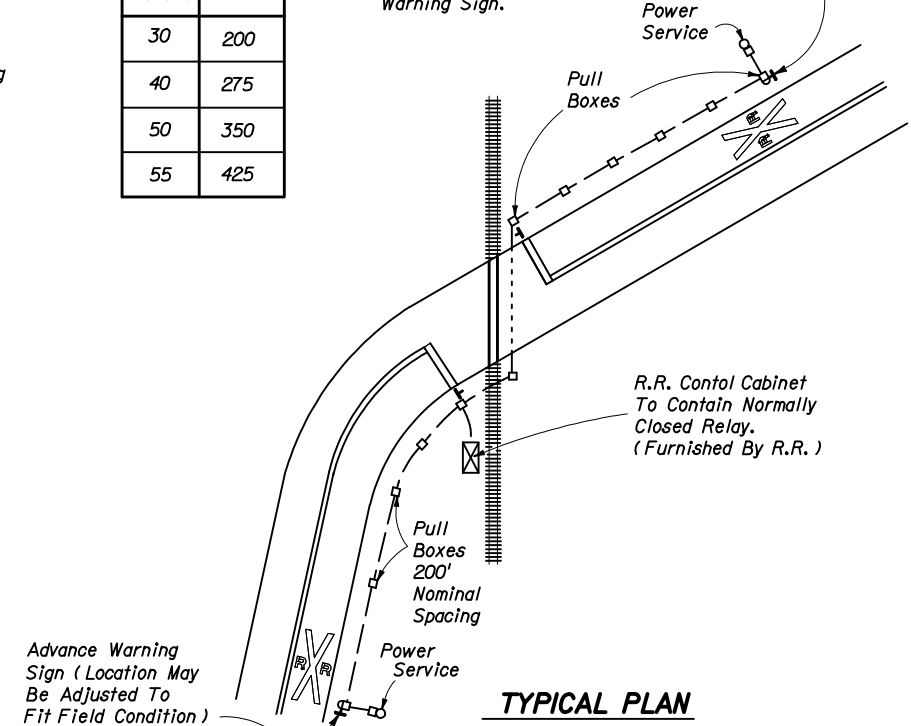 Warning Sign.
30 200
40 275
50 350
55 425
Power
Service
Pull
Boxes
R.R. Contol Cabinet
To Contain Normally
Closed Relay.
(Furnished By R.R.)
Pull
Boxes
200'
Nominal
Spacing
R R
R R
Advance Warning
Sign (Location May
Be Adjusted To
Fit Field Condition)
Power
Service
TYPICAL PLAN